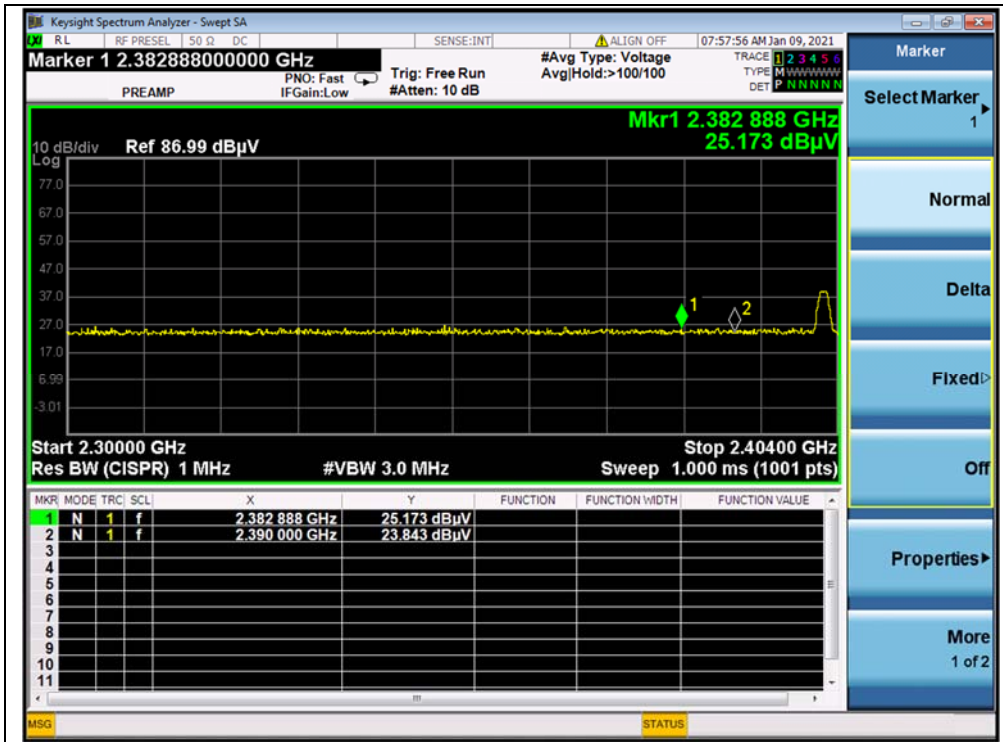 Keysight Spectrum Analyzer - Swept SA
RL RF PRESEL 50 Ω DC SENSE:INT ALIGN OFF 07:57:56 AM Jan 09, 2021
Marker 1 2.382888000000 GHz
PREAMP
PNO: Fast
IFGain:Low
Trig: Free Run
#Atten: 10 dB
#Avg Type: Voltage
Avg|Hold:>100/100
TRACE 1 2 3 4 5 6
TYPE M W W W W W
DET P N N N N N
Mkr1 2.382 888 GHz
25.173 dBµV
10 dB/div Ref 86.99 dBµV
Log
77.0
67.0
57.0
47.0
37.0
27.0
17.0
6.99
-3.01
1
2
Start 2.30000 GHz Stop 2.40400 GHz
Res BW (CISPR) 1 MHz #VBW 3.0 MHz Sweep 1.000 ms (1001 pts)
MKR MODE TRC SCL X Y FUNCTION FUNCTION WIDTH FUNCTION VALUE
1 N 1 f 2.382 888 GHz 25.173 dBµV
2 N 1 f 2.390 000 GHz 23.843 dBµV
3
4
5
6
7
8
9
10
11
MSG STATUS
Marker
Select Marker
1
Normal
Delta
Fixed
Off
Properties
More
1 of 2